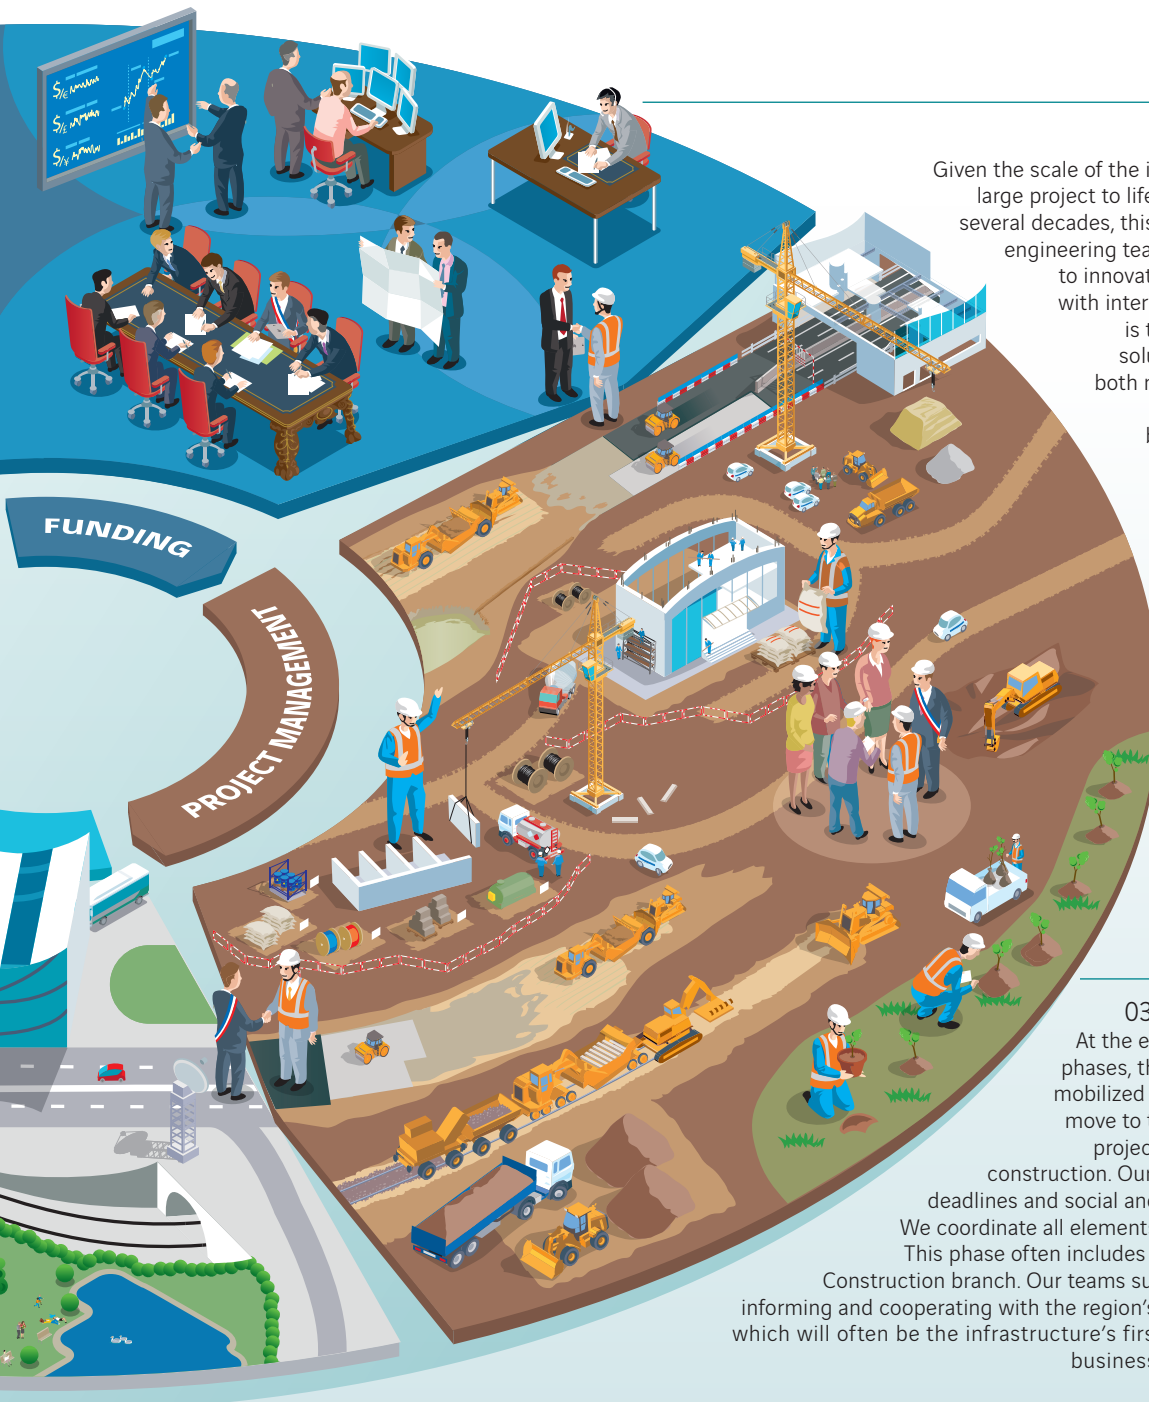 $/€
$/£
$/¥
FUNDING
PROJECT MANAGEMENT
Given the scale of the i
large project to life
several decades, this
engineering tea
to innovat
with inter
is t
solu
both r
b
03
At the e
phases, th
mobilized
move to t
projec
construction. Our
deadlines and social and
We coordinate all element
This phase often includes
Construction branch. Our teams su
informing and cooperating with the region's
which will often be the infrastructure's firs
business